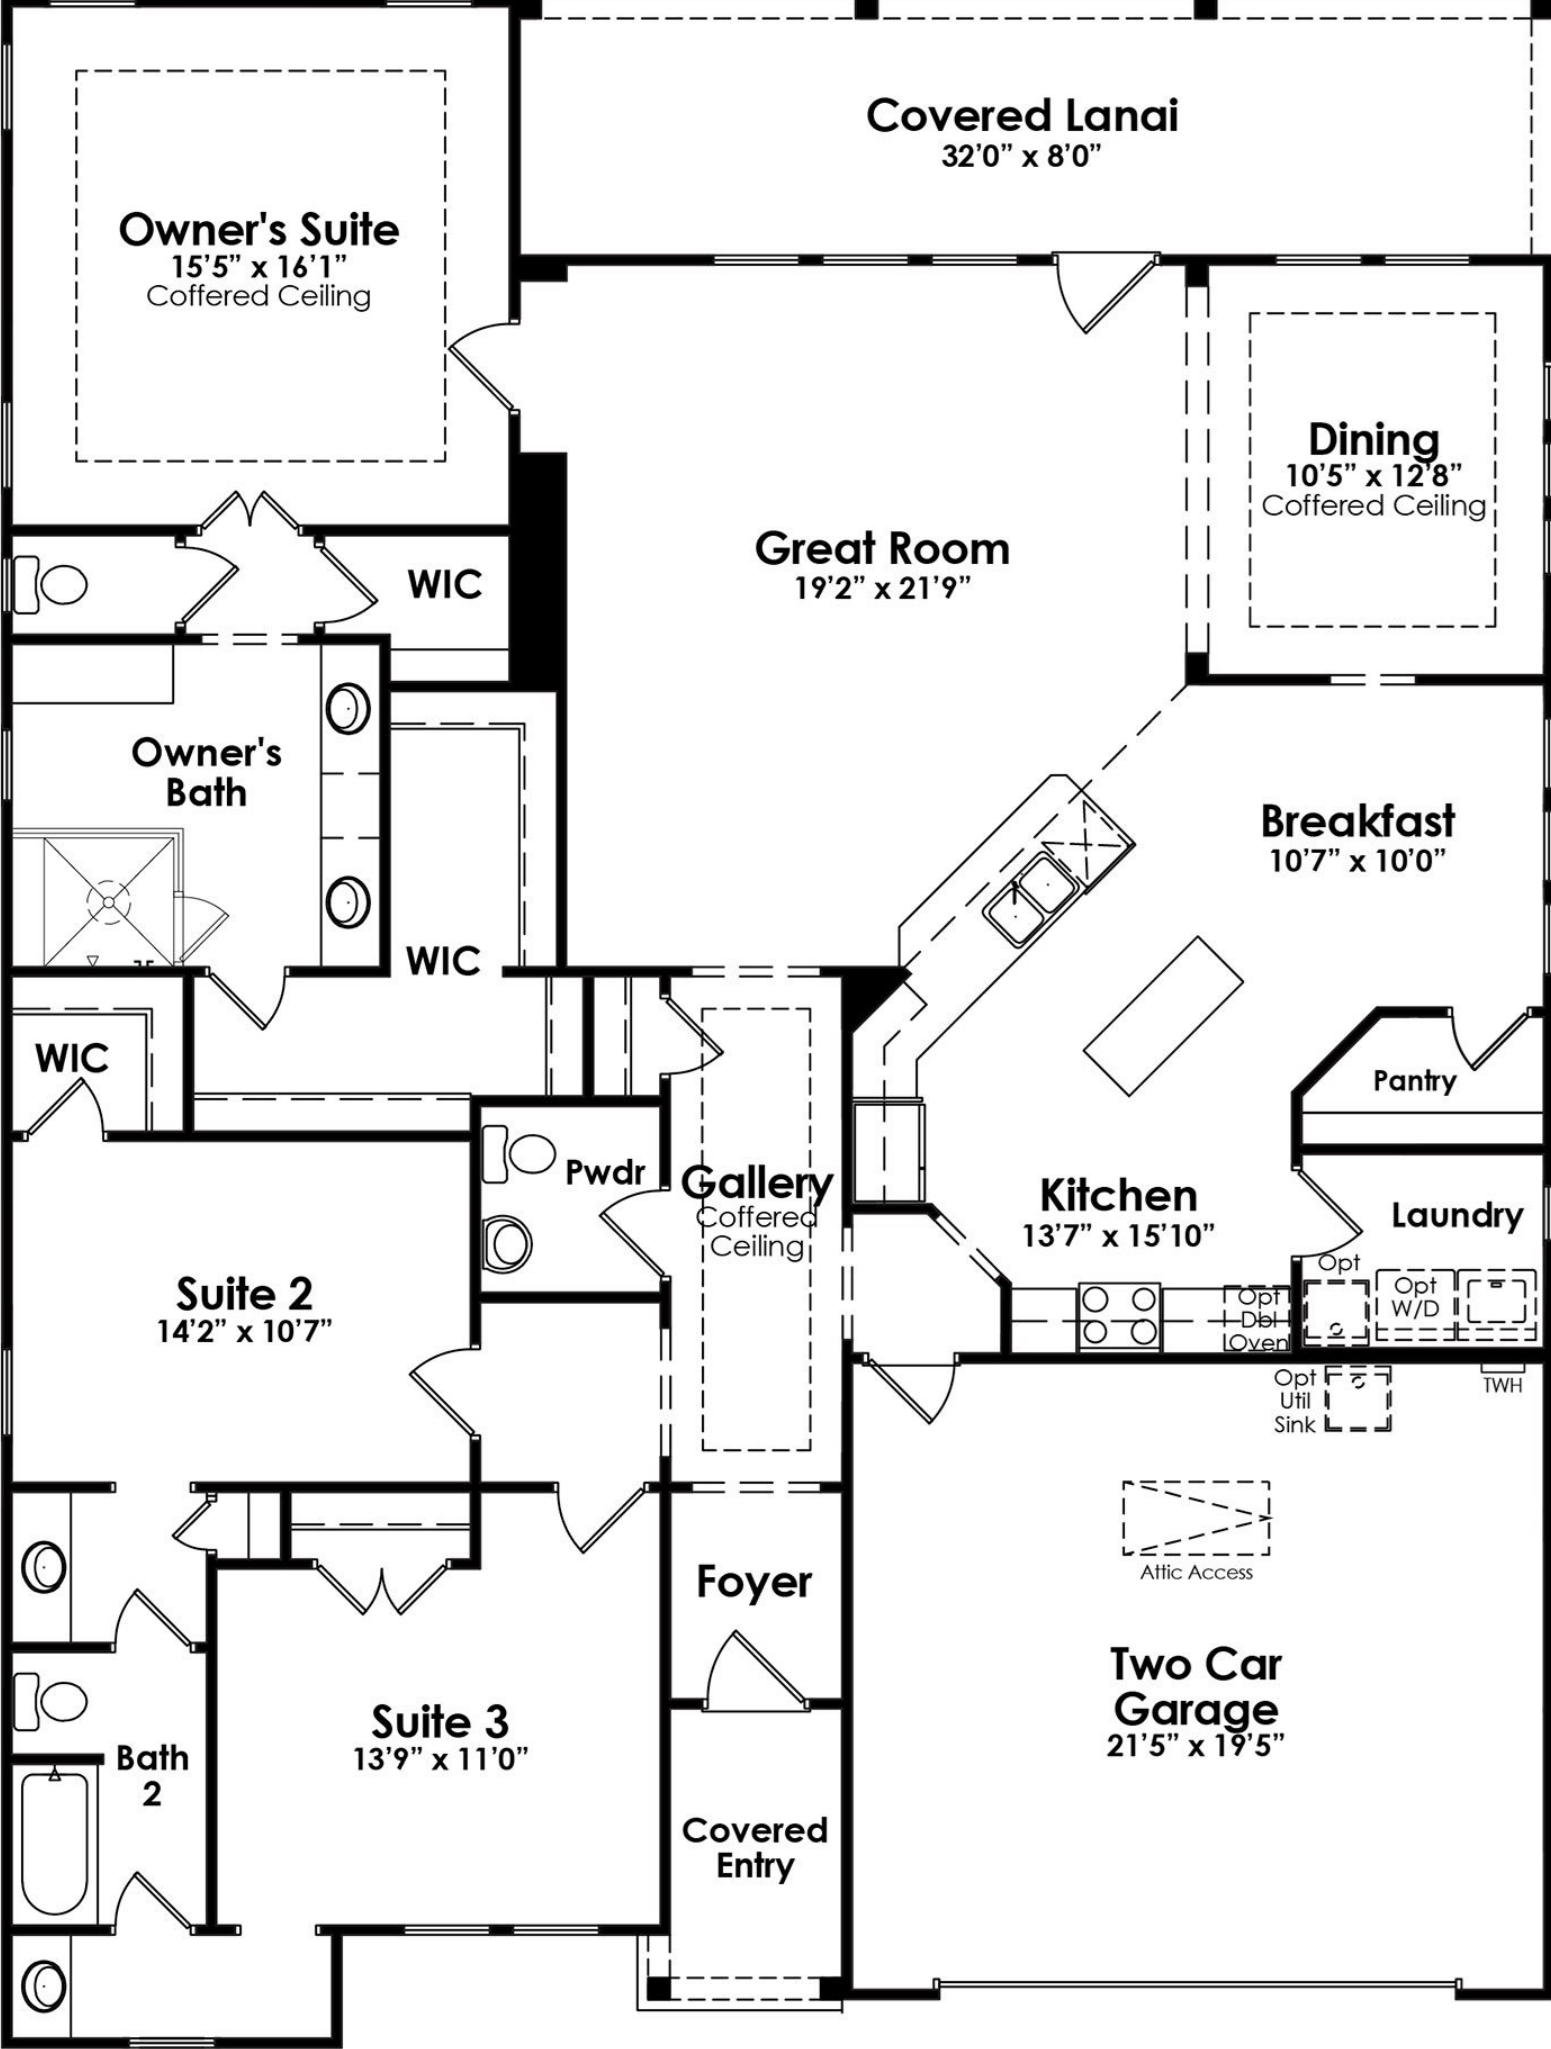 Covered Lanai
32’0” x 8’0”
Owner's Suite
15’5” x 16’1”
Coffered Ceiling
Dining
10’5” x 12’8”
Coffered Ceiling
Great Room
19’2” x 21’9”
WIC
Owner's
Bath
Breakfast
10’7” x 10’0”
WIC
WIC
Pantry
Pwdr
Gallery
Coffered
Ceiling
Kitchen
13’7” x 15’10”
Laundry
Opt
Opt
W/D
Opt
Dbl
Oven
Suite 2
14’2” x 10’7”
Opt
Util
Sink
TWH
Attic Access
Foyer
Two Car
Garage
21’5” x 19’5”
Suite 3
13’9” x 11’0”
Bath
2
Covered
Entry